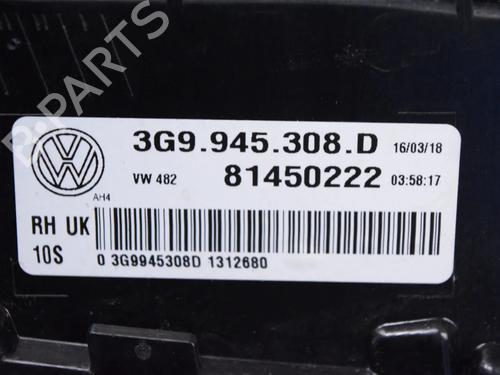 B-PARTS
3G9.945.308.D 16/03/18
VW 482 81450222 03:58:17
AH4
RH UK
10S
0 3G9945308D 1312680